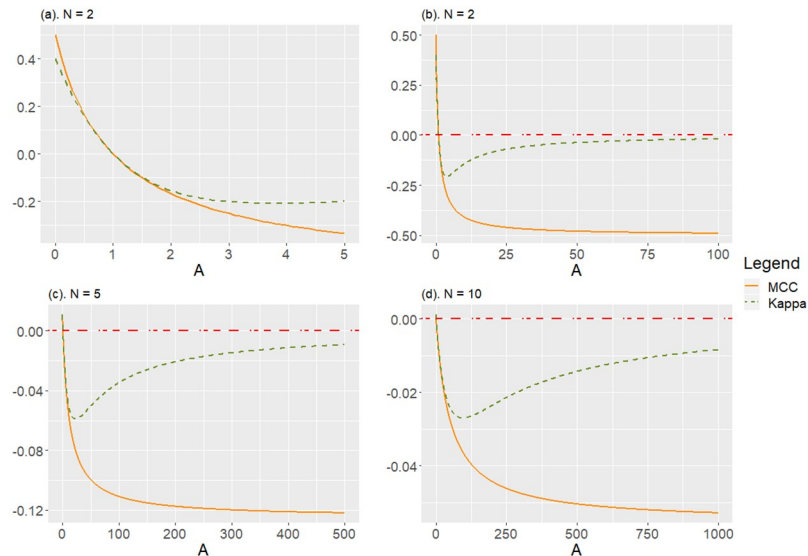 (a). N = 2
0.4
0.2
0.0
-0.2
0 1 2 3 4 5
A
(b). N = 2
0.50
0.25
0.00
-0.25
-0.50
0 25 50 75 100
A
(c). N = 5
0.00
-0.04
-0.08
-0.12
0 100 200 300 400 500
A
(d). N = 10
0.00
-0.02
-0.04
0 250 500 750 1000
A
Legend
MCC
Kappa